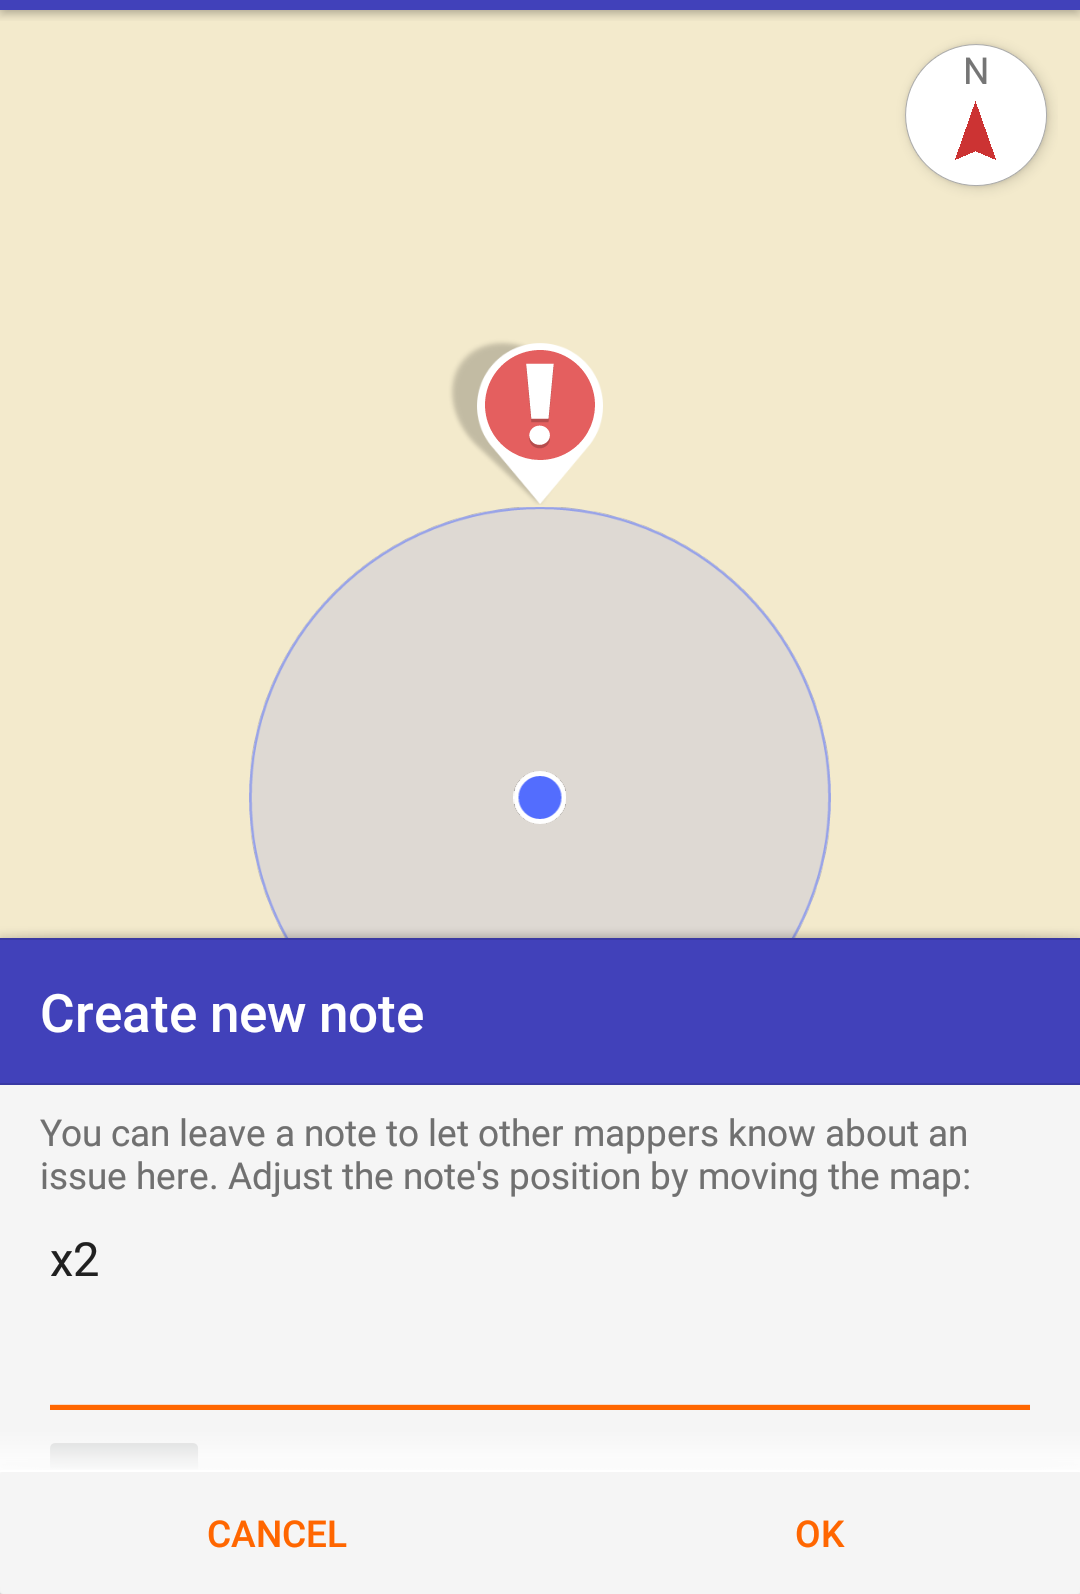 N
Create new note
You can leave a note to let other mappers know about an
issue here. Adjust the note's position by moving the map:
x2
CANCEL OK